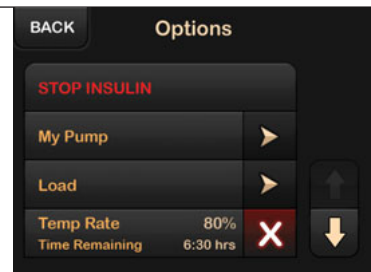 BACK
Options
STOP INSULIN
My Pump
Load
Temp Rate 80%
Time Remaining 6:30 hrs
X